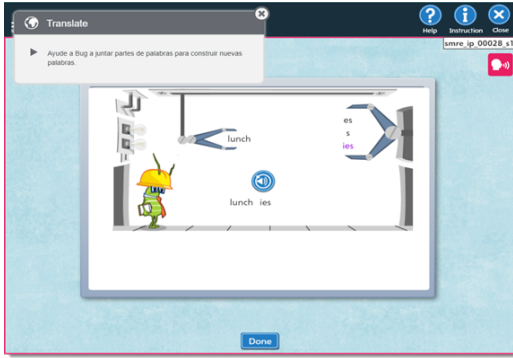 Translate
Help
Instruction
Close
Ayude a Bug a juntar partes de palabras para construir nuevas
palabras.
smre_ip_00028_s1
lunch
es
s
ies
lunch ies
Done